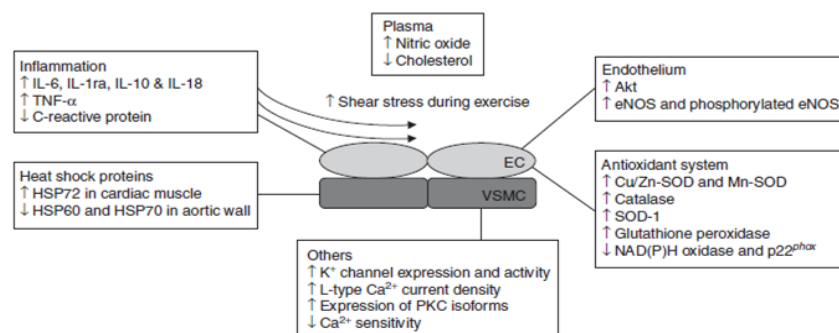 Plasma
↑ Nitric oxide
↓ Cholesterol
Inflammation
↑ IL-6, IL-1ra, IL-10 & IL-18
↑ TNF-α
↓ C-reactive protein
↑ Shear stress during exercise
Endothelium
↑ Akt
↑ eNOS and phosphorylated eNOS
EC
VSMC
Heat shock proteins
↑ HSP72 in cardiac muscle
↓ HSP60 and HSP70 in aortic wall
Antioxidant system
↑ Cu/Zn-SOD and Mn-SOD
↑ Catalase
↑ SOD-1
↑ Glutathione peroxidase
↓ NAD(P)H oxidase and p22phox
Others
↑ K⁺ channel expression and activity
↑ L-type Ca²⁺ current density
↑ Expression of PKC isoforms
↓ Ca²⁺ sensitivity